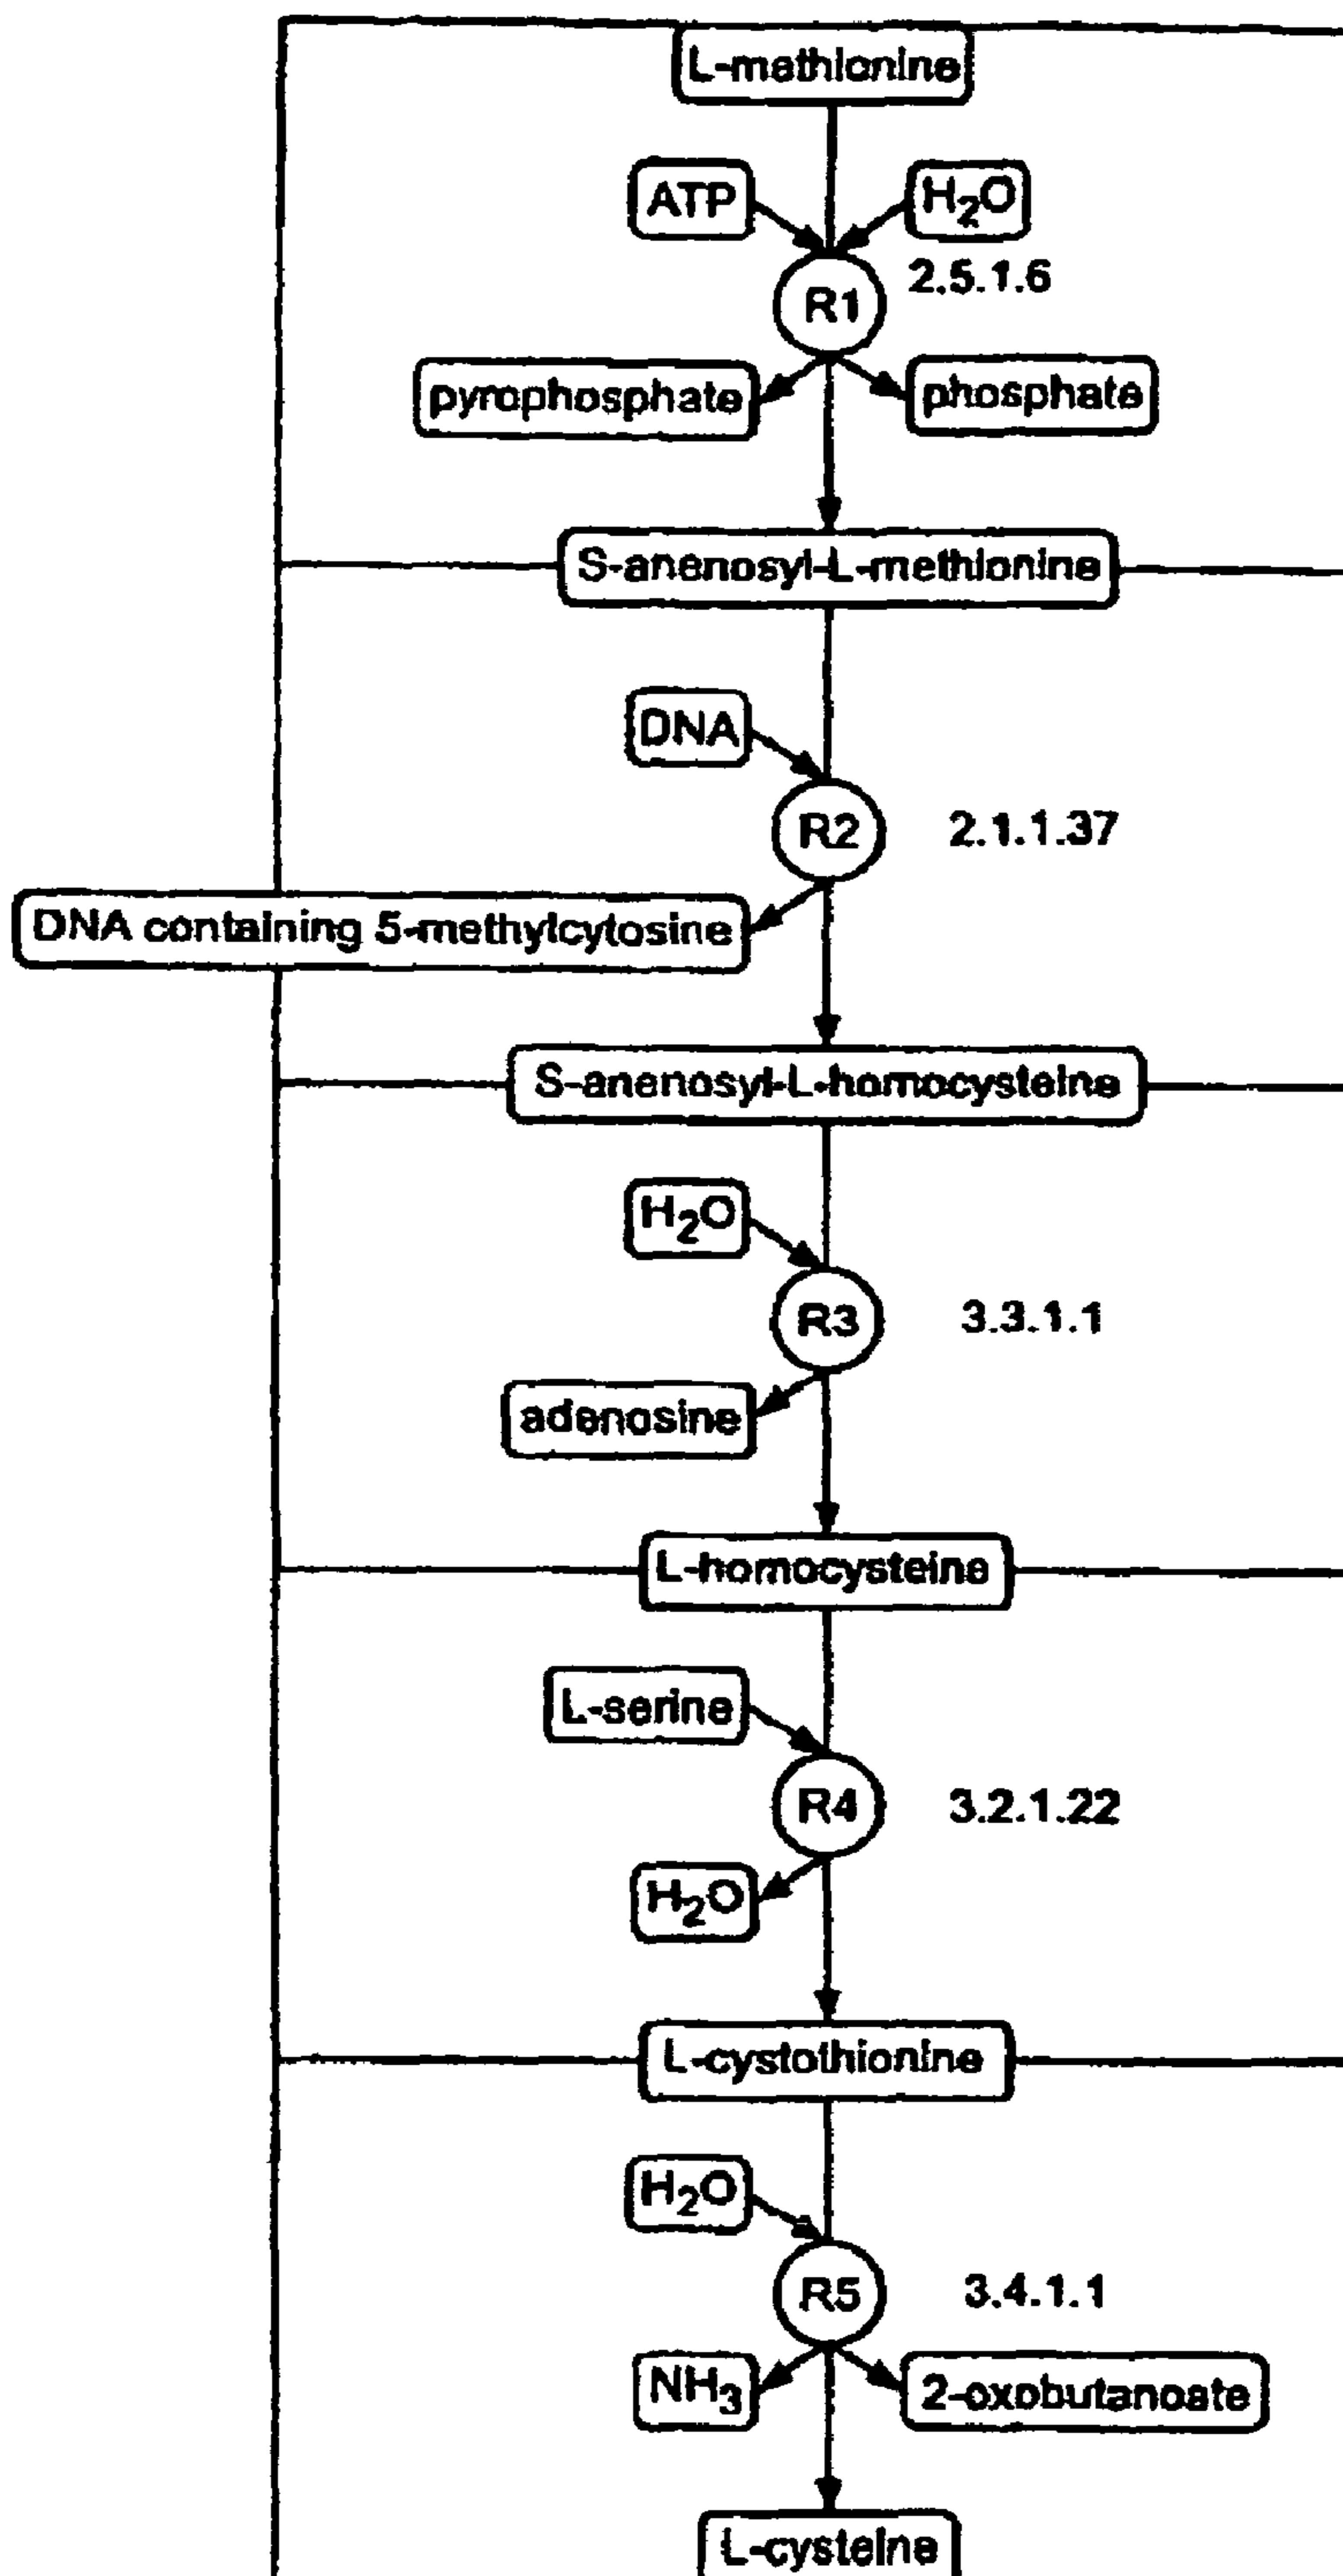 L-methionine
ATP
H2O
R1
2.5.1.6
pyrophosphate
phosphate
S-anenosyl-L-methionine
DNA
R2
2.1.1.37
DNA containing 5-methylcytosine
S-anenosyl-L-homocysteine
H2O
R3
3.3.1.1
adenosine
L-homocysteine
L-serine
R4
3.2.1.22
H2O
L-cystothionine
H2O
R5
3.4.1.1
NH3
2-oxobutanoate
L-cysteine